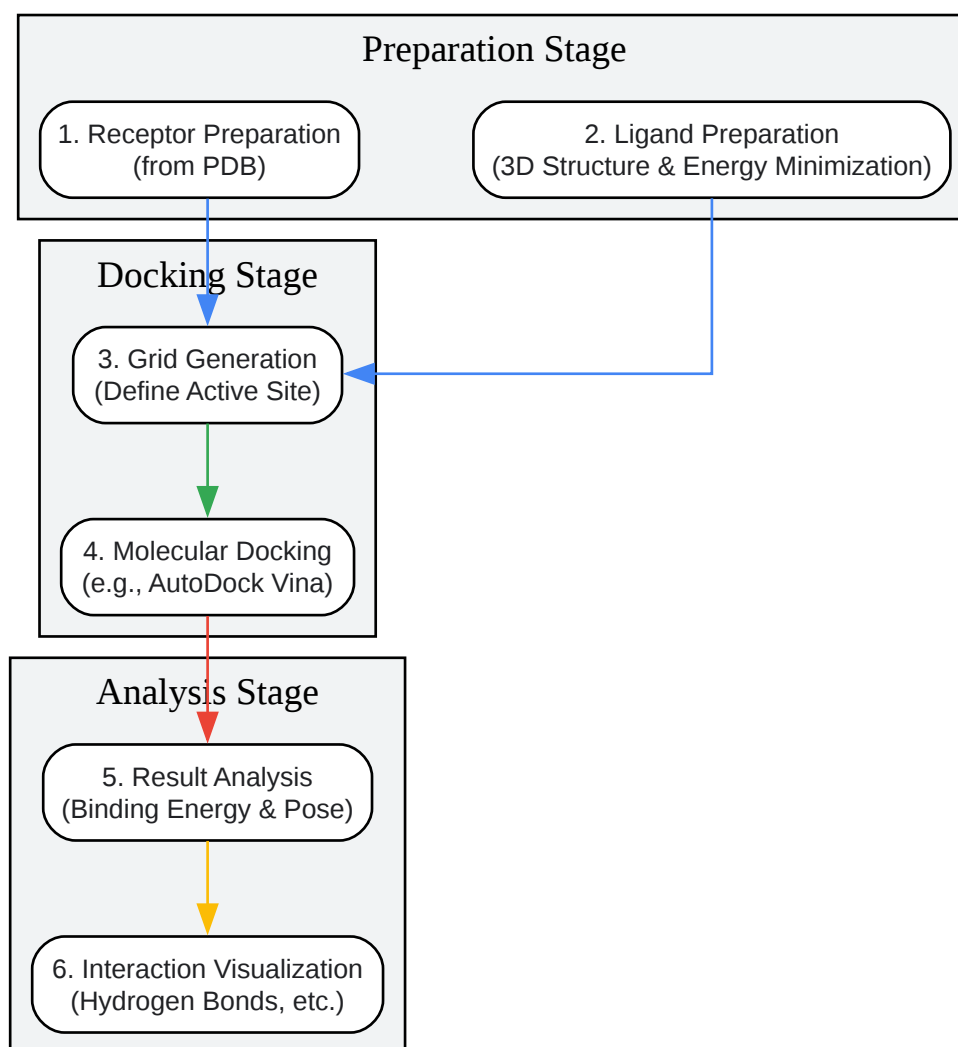 Preparation Stage
1. Receptor Preparation
(from PDB)
2. Ligand Preparation
(3D Structure & Energy Minimization)
Docking Stage
3. Grid Generation
(Define Active Site)
4. Molecular Docking
(e.g., AutoDock Vina)
Analysis Stage
5. Result Analysis
(Binding Energy & Pose)
6. Interaction Visualization
(Hydrogen Bonds, etc.)